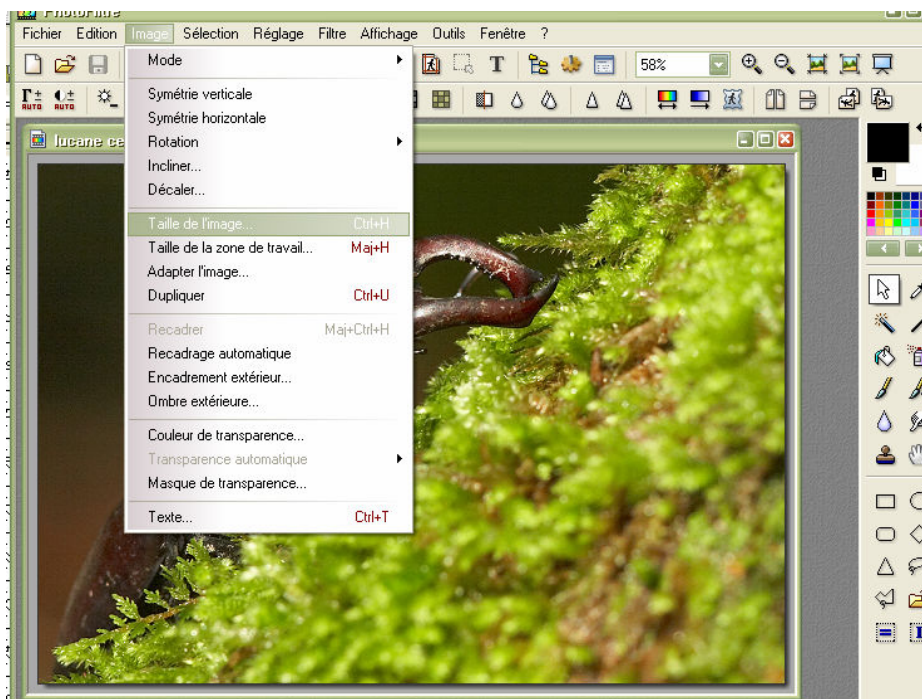 PhotoFiltre
Fichier Edition Image Sélection Réglage Filtre Affichage Outils Fenêtre ?
58%
AUTO AUTO
lucane ce
Mode
Symétrie verticale
Symétrie horizontale
Rotation
Incliner...
Décaler...
Taille de l'image... Ctrl+H
Taille de la zone de travail... Maj+H
Adapter l'image...
Dupliquer Ctrl+U
Recadrer Maj+Ctrl+H
Recadrage automatique
Encadrement extérieur...
Ombre extérieure...
Couleur de transparence...
Transparence automatique
Masque de transparence...
Texte... Ctrl+T